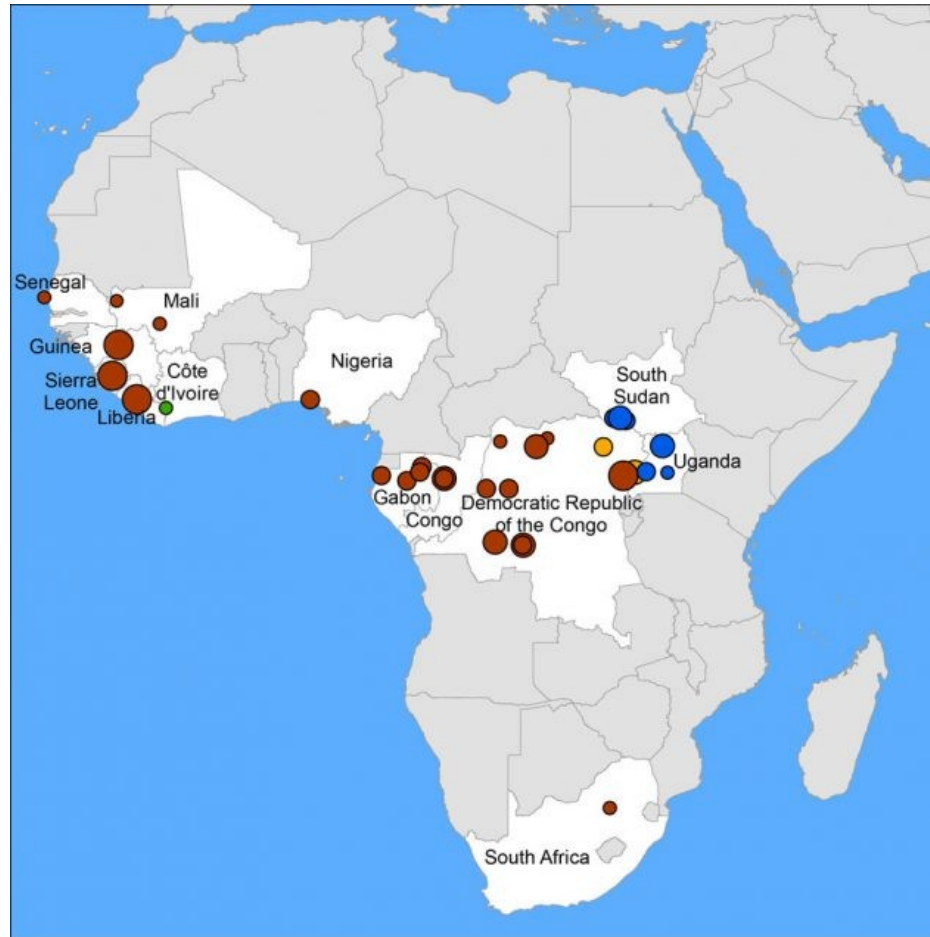 Senegal
Mali
Guinea
Côte
d'Ivoire
Sierra
Leone
Liberia
Nigeria
South
Sudan
Uganda
Gabon
Congo
Democratic Republic
of the Congo
South Africa